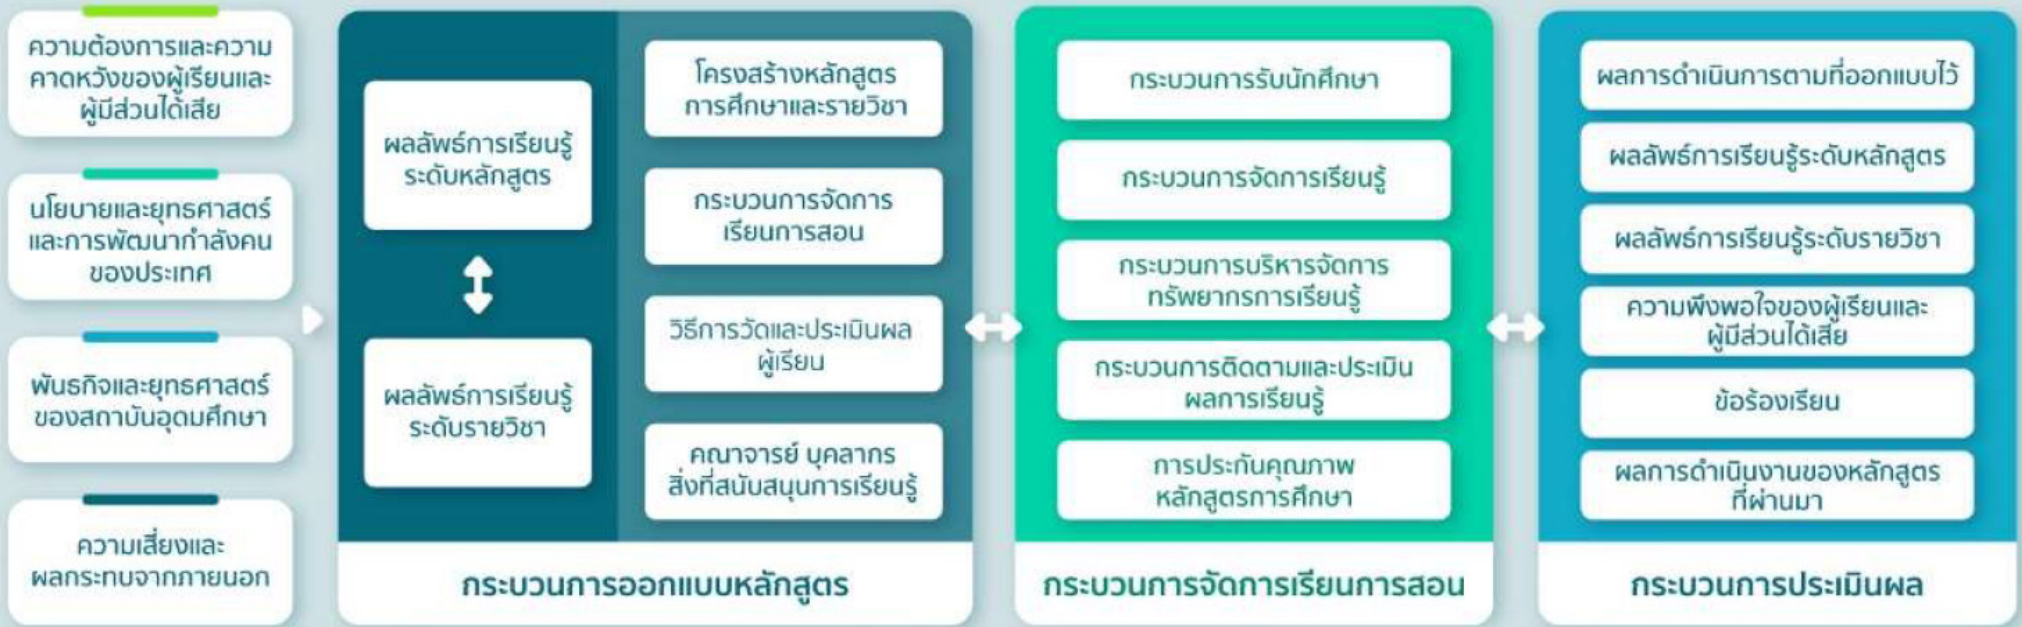 ความต้องการและความ
คาดหวังของผู้เรียนและ
ผู้มีส่วนได้เสีย
นโยบายและยุทธศาสตร์
และการพัฒนากำลังคน
ของประเทศ
พันธกิจและยุทธศาสตร์
ของสถาบันอุดมศึกษา
ความเสี่ยงและ
ผลกระทบจากภายนอก
ผลลัพธ์การเรียนรู้
ระดับหลักสูตร
ผลลัพธ์การเรียนรู้
ระดับรายวิชา
โครงสร้างหลักสูตร
การศึกษาและรายวิชา
กระบวนการจัดการ
เรียนการสอน
วิธีการวัดและประเมินผล
ผู้เรียน
คณาจารย์ บุคลากร
สิ่งที่สนับสนุนการเรียนรู้
กระบวนการออกแบบหลักสูตร
กระบวนการรับนักศึกษา
กระบวนการจัดการเรียนรู้
กระบวนการบริหารจัดการ
ทรัพยากรการเรียนรู้
กระบวนการติดตามและประเมิน
ผลการเรียนรู้
การประกันคุณภาพ
หลักสูตรการศึกษา
กระบวนการจัดการเรียนการสอน
ผลการดำเนินการตามที่ออกแบบไว้
ผลลัพธ์การเรียนรู้ระดับหลักสูตร
ผลลัพธ์การเรียนรู้ระดับรายวิชา
ความพึงพอใจของผู้เรียนและ
ผู้มีส่วนได้เสีย
ข้อร้องเรียน
ผลการดำเนินงานของหลักสูตร
ที่ผ่านมา
กระบวนการประเมินผล